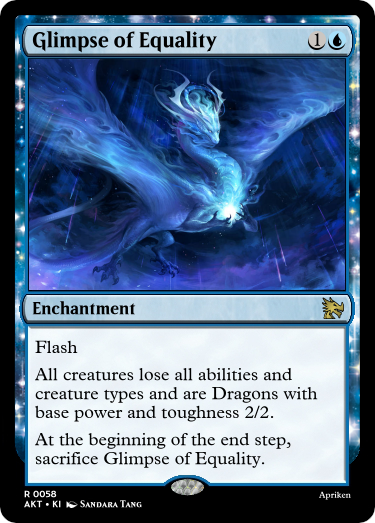 Glimpse of Equality 1
Enchantment
Flash
All creatures lose all abilities and
creature types and are Dragons with
base power and toughness 2/2.
At the beginning of the end step,
sacrifice Glimpse of Equality.
R 0058
Apriken
AKT • KI Sandara Tang